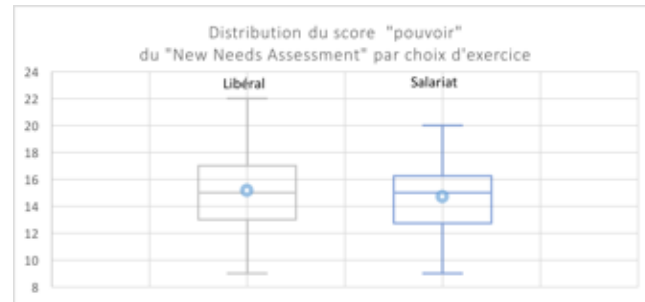 Distribution du score "pouvoir"
du "New Needs Assessment" par choix d'exercice
24
Libéral
Salariat
22
20
18
16
14
12
10
8